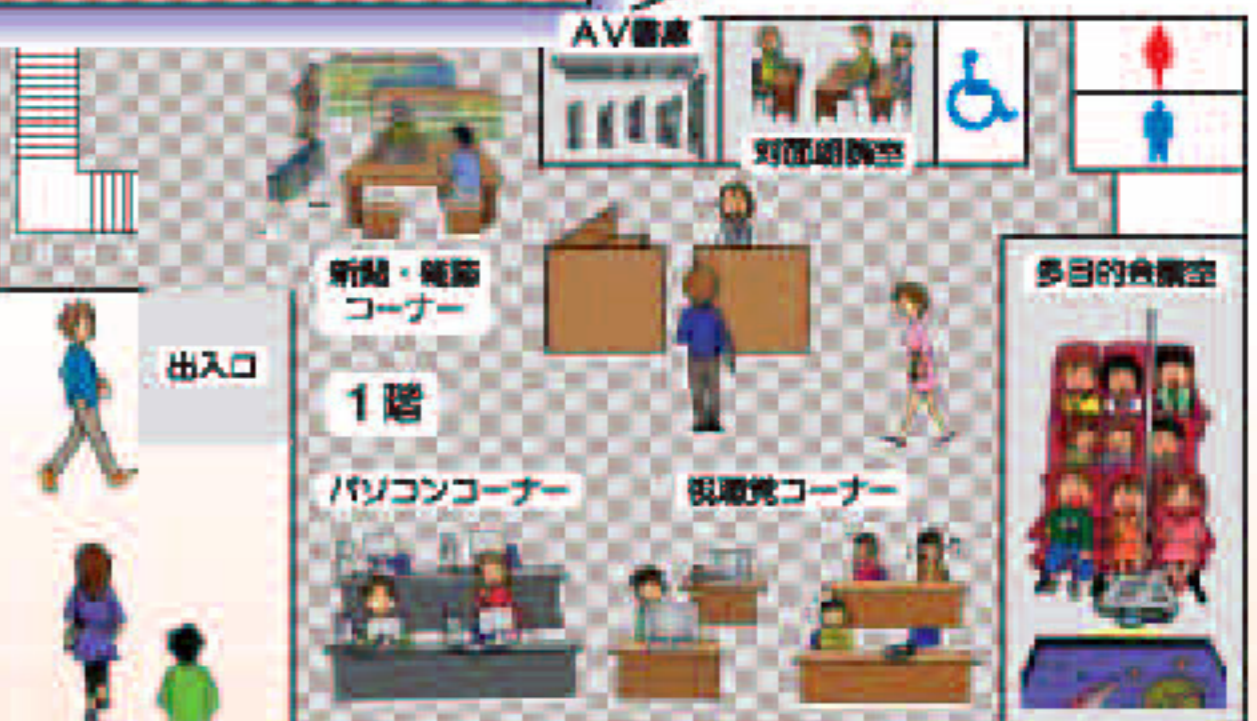 AV書庫
対面朗読室
新聞・雑誌
コーナー
多目的会議室
出入口
1階
パソコンコーナー
視聴覚コーナー